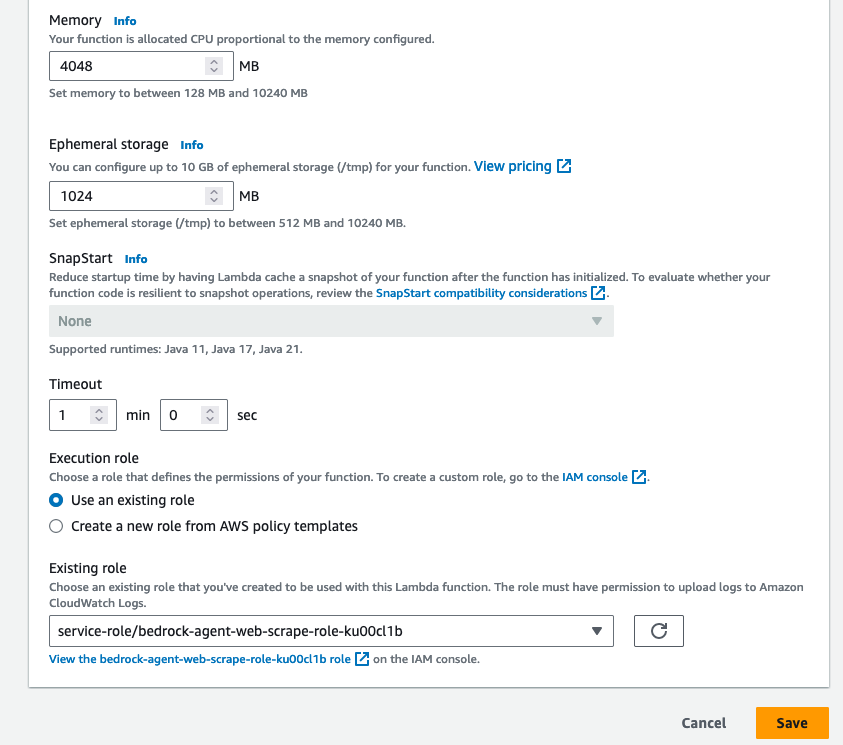 Memory Info
Your function is allocated CPU proportional to the memory configured.
4048 MB
Set memory to between 128 MB and 10240 MB
Ephemeral storage Info
You can configure up to 10 GB of ephemeral storage (/tmp) for your function. View pricing
1024 MB
Set ephemeral storage (/tmp) to between 512 MB and 10240 MB.
SnapStart Info
Reduce startup time by having Lambda cache a snapshot of your function after the function has initialized. To evaluate whether your
function code is resilient to snapshot operations, review the SnapStart compatibility considerations.
None
Supported runtimes: Java 11, Java 17, Java 21.
Timeout
1 min 0 sec
Execution role
Choose a role that defines the permissions of your function. To create a custom role, go to the IAM console.
Use an existing role
Create a new role from AWS policy templates
Existing role
Choose an existing role that you've created to be used with this Lambda function. The role must have permission to upload logs to Amazon
CloudWatch Logs.
service-role/bedrock-agent-web-scrape-role-ku00cl1b
View the bedrock-agent-web-scrape-role-ku00cl1b role on the IAM console.
Cancel Save